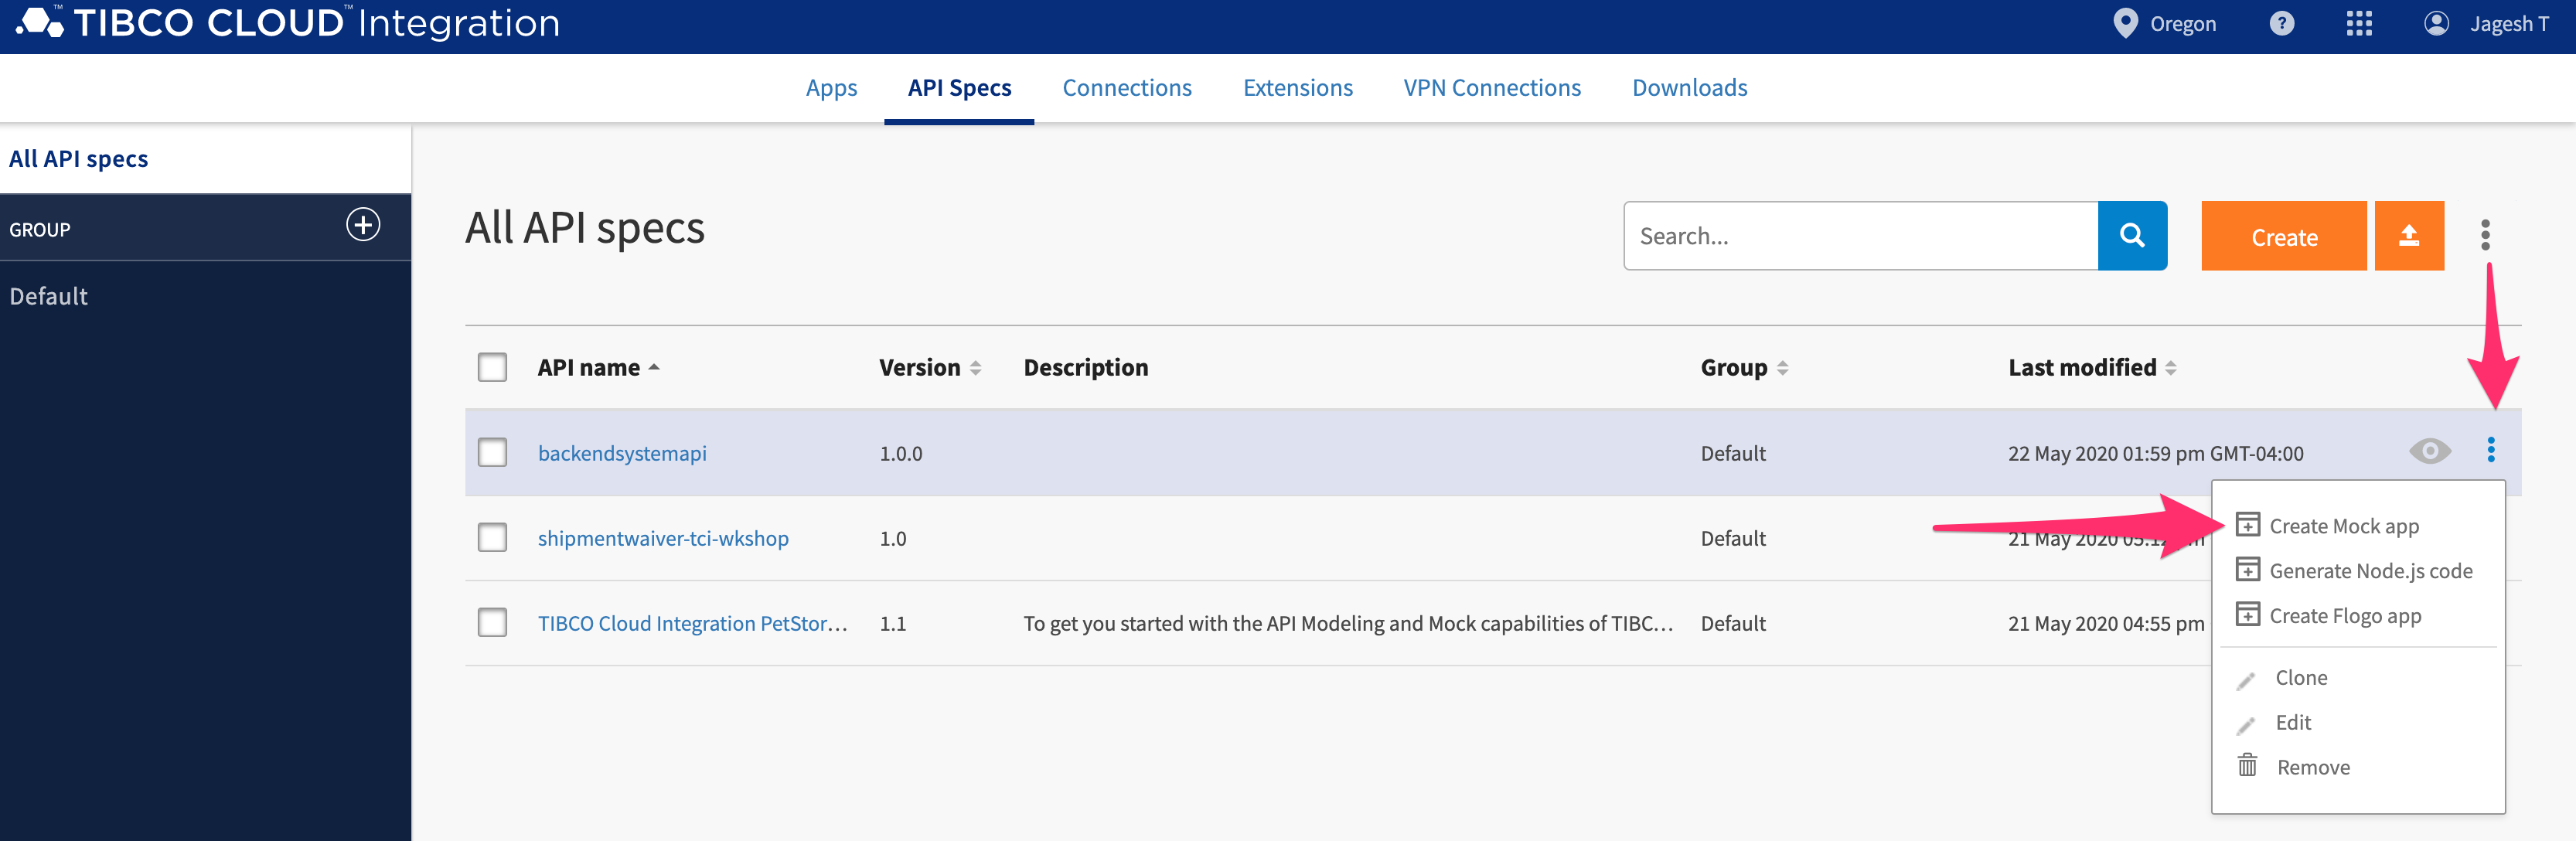 TIBCO CLOUD™ Integration
Oregon
?
Jagesh T
Apps API Specs Connections Extensions VPN Connections Downloads
All API specs
GROUP
Default
All API specs
Search...
Create
API name Version Description Group Last modified
backendsystemapi 1.0.0 Default 22 May 2020 01:59 pm GMT-04:00
shipmentwaiver-tci-wkshop 1.0 Default 21 May 2020
TIBCO Cloud Integration PetStor... 1.1 To get you started with the API Modeling and Mock capabilities of TIBC... Default 21 May 2020 04:55 pm
Create Mock app
Generate Node.js code
Create Flogo app
Clone
Edit
Remove